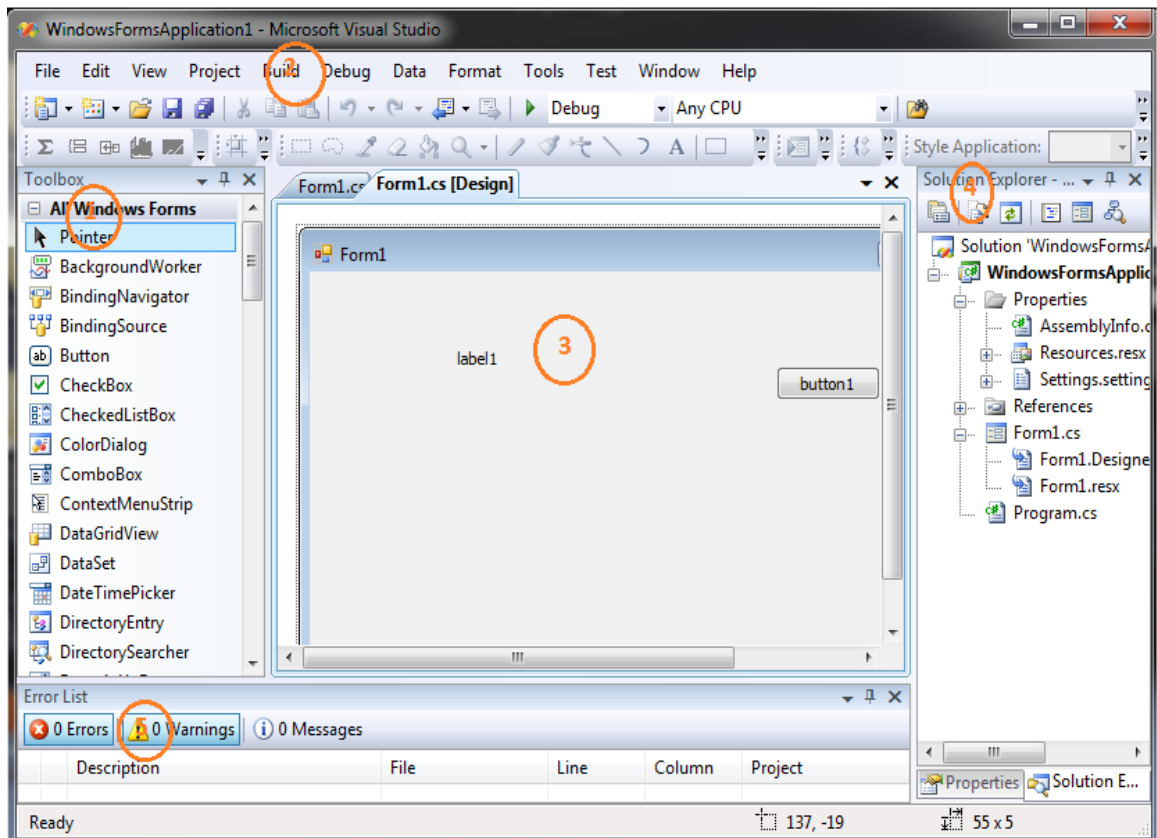 WindowsFormsApplication1 - Microsoft Visual Studio
File Edit View Project Build Debug Data Format Tools Test Window Help
2
Debug Any CPU
A Style Application:
Toolbox
Form1.cs Form1.cs [Design]
Solution Explorer - ...
4
All Windows Forms
1
Pointer
BackgroundWorker
BindingNavigator
BindingSource
ab Button
CheckBox
CheckedListBox
ColorDialog
ComboBox
ContextMenuStrip
DataGridView
DataSet
DateTimePicker
DirectoryEntry
DirectorySearcher
Form1
label1
3
button1
Solution 'WindowsFormsA
WindowsFormsApplic
Properties
AssemblyInfo.c
Resources.resx
Settings.setting
References
Form1.cs
Form1.Designe
Form1.resx
Program.cs
Error List
0 Errors 0 Warnings 0 Messages
5
Description File Line Column Project
Properties Solution E...
Ready 137, -19 55 x 5